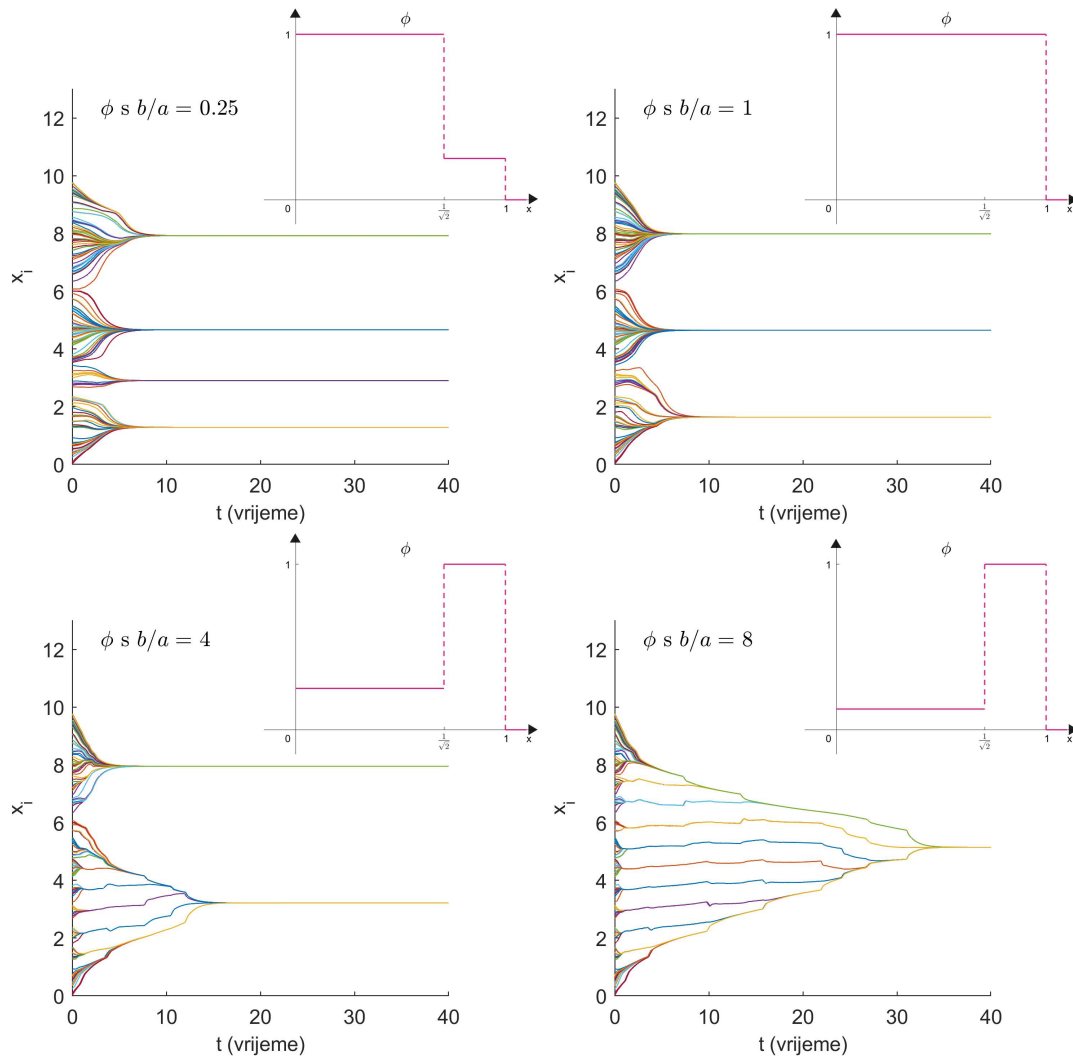 ϕ
1
0
1/√2
1
x
ϕ s b/a = 0.25
12
10
8
6
4
2
0
x_i
0 10 20 30 40
t (vrijeme)
ϕ
1
0
1/√2
1
x
ϕ s b/a = 1
12
10
8
6
4
2
0
x_i
0 10 20 30 40
t (vrijeme)
ϕ
1
0
1/√2
1
x
ϕ s b/a = 4
12
10
8
6
4
2
0
x_i
0 10 20 30 40
t (vrijeme)
ϕ
1
0
1/√2
1
x
ϕ s b/a = 8
12
10
8
6
4
2
0
x_i
0 10 20 30 40
t (vrijeme)